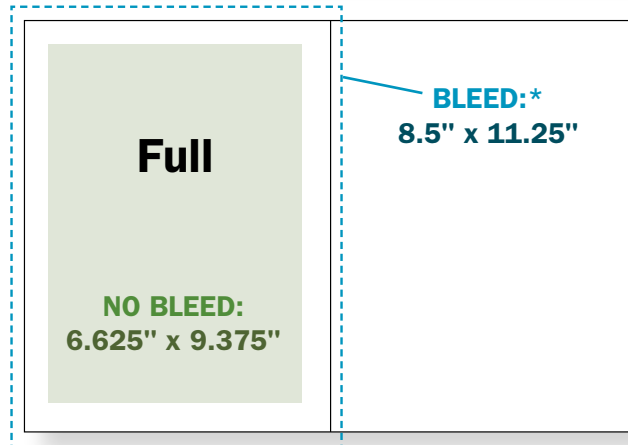 Full
NO BLEED:
6.625" x 9.375"
BLEED:*
8.5" x 11.25"